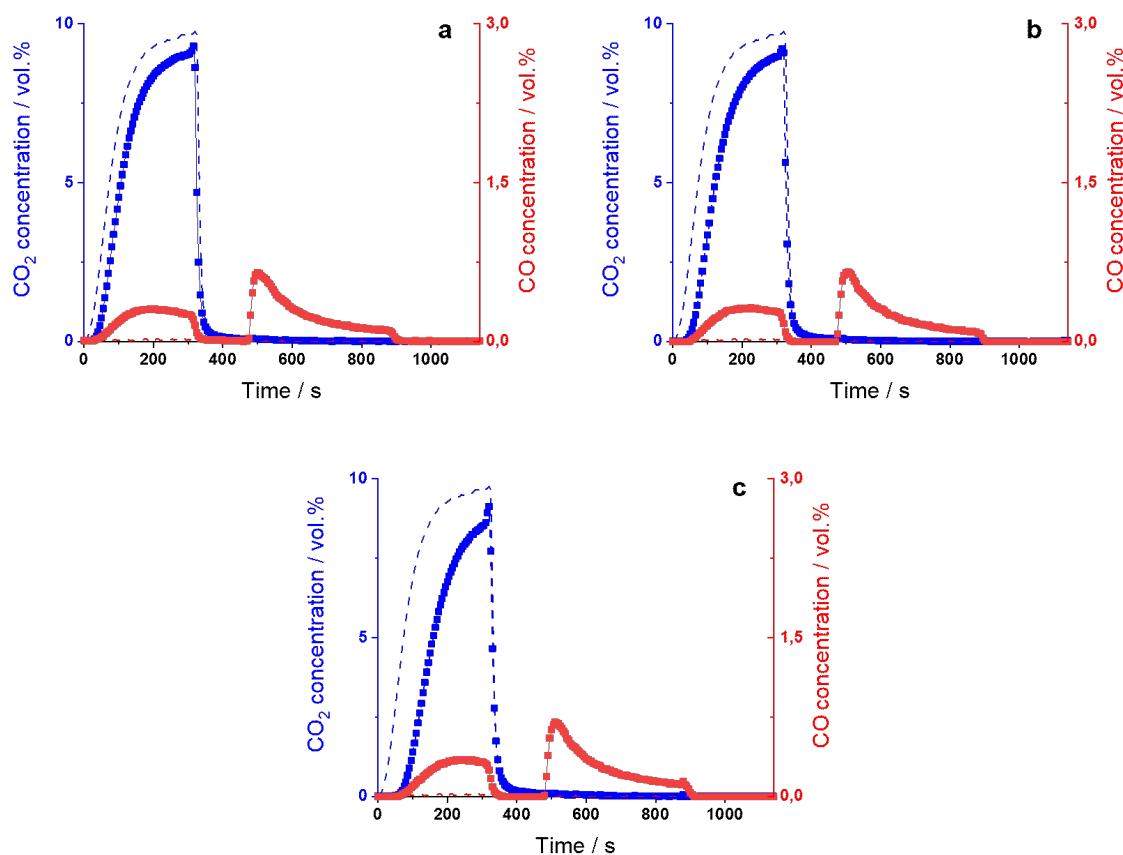 a
CO2 concentration / vol.%
10
5
0
3,0
1,5
0,0
CO concentration / vol.%
0 200 400 600 800 1000
Time / s
b
CO2 concentration / vol.%
10
5
0
3,0
1,5
0,0
CO concentration / vol.%
0 200 400 600 800 1000
Time / s
c
CO2 concentration / vol.%
10
5
0
3,0
1,5
0,0
CO concentration / vol.%
0 200 400 600 800 1000
Time / s